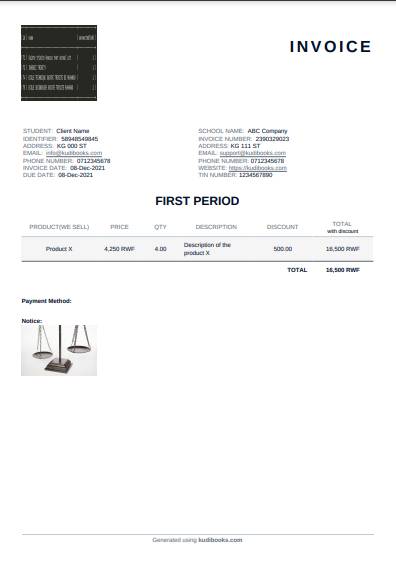 INVOICE
STUDENT: Client Name
IDENTIFIER: 58948549845
ADDRESS: KG 000 ST
EMAIL: info@kudibooks.com
PHONE NUMBER: 0712345678
INVOICE DATE: 08-Dec-2021
DUE DATE: 08-Dec-2021
SCHOOL NAME: ABC Company
INVOICE NUMBER: 2390329023
ADDRESS: KG 111 ST
EMAIL: support@kudibooks.com
PHONE NUMBER: 0712345678
WEBSITE: https://kudibooks.com
TIN NUMBER: 1234567890
FIRST PERIOD
PRODUCT(WE SELL) PRICE QTY DESCRIPTION DISCOUNT TOTAL
with discount
Product X 4,250 RWF 4.00 Description of the 500.00 16,500 RWF
product X
TOTAL 16,500 RWF
Payment Method:
Notice:
Generated using kudibooks.com